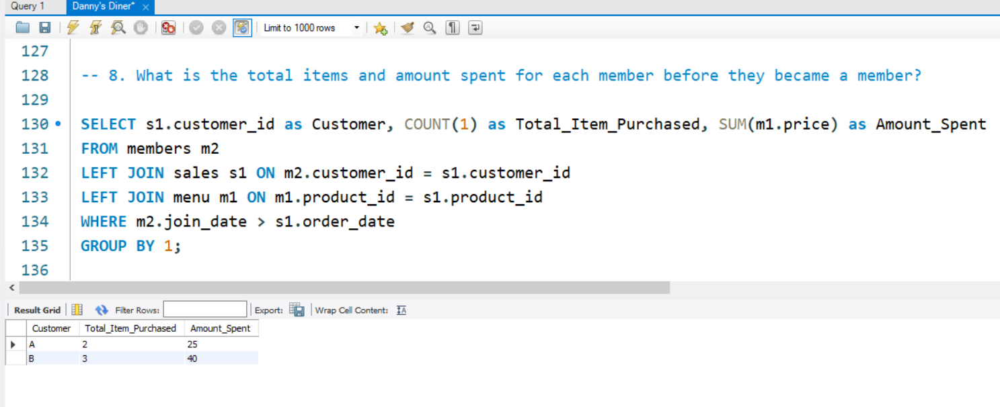 Query 1 Danny's Diner* ×
Limit to 1000 rows
127
128 -- 8. What is the total items and amount spent for each member before they became a member?
129
130 SELECT s1.customer_id as Customer, COUNT(1) as Total_Item_Purchased, SUM(m1.price) as Amount_Spent
131 FROM members m2
132 LEFT JOIN sales s1 ON m2.customer_id = s1.customer_id
133 LEFT JOIN menu m1 ON m1.product_id = s1.product_id
134 WHERE m2.join_date > s1.order_date
135 GROUP BY 1;
136
Result Grid Filter Rows: Export: Wrap Cell Content:
Customer Total_Item_Purchased Amount_Spent
A 2 25
B 3 40